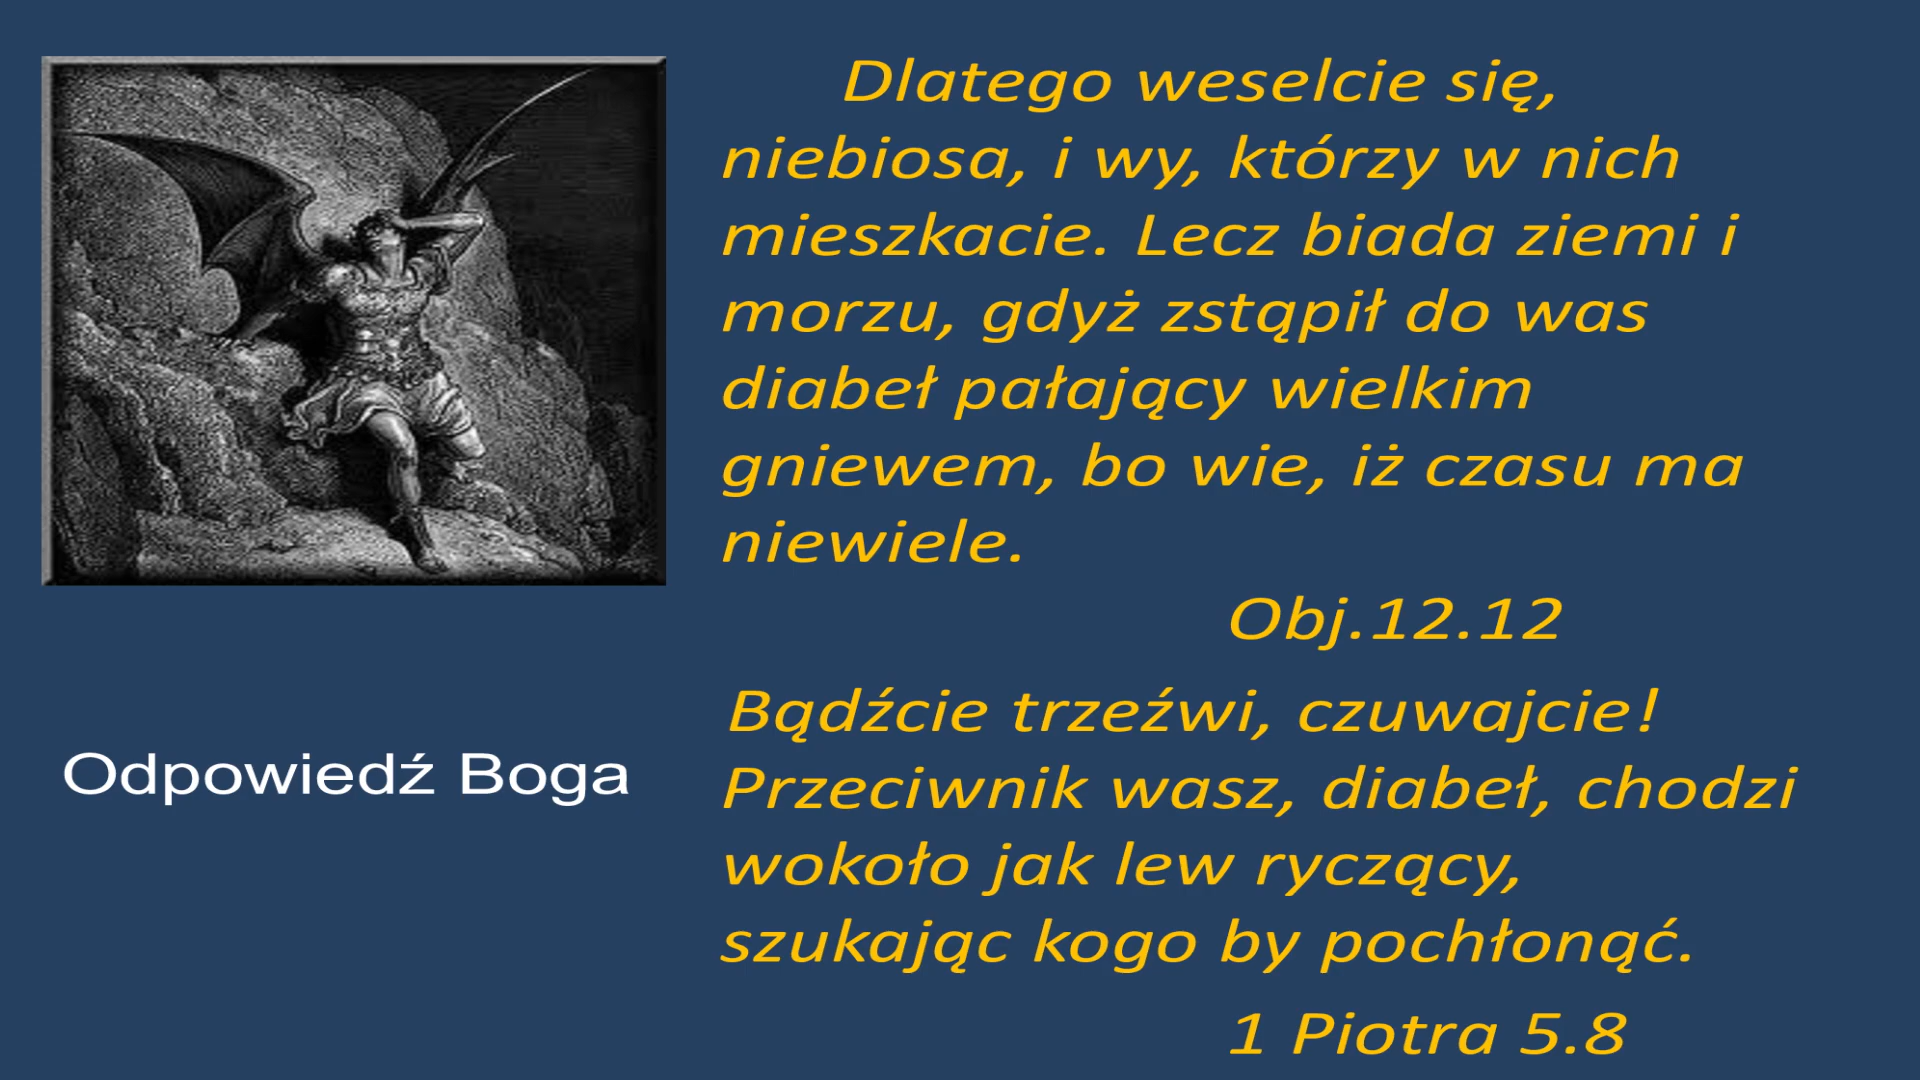 Dlatego weselcie się,
niebiosa, i wy, którzy w nich
mieszkacie. Lecz biada ziemi i
morzu, gdyż zstąpił do was
diabeł pałający wielkim
gniewem, bo wie, iż czasu ma
niewiele.
Obj.12.12
Bądźcie trzeźwi, czuwajcie!
Przeciwnik wasz, diabeł, chodzi
wokoło jak lew ryczący,
szukając kogo by pochłonąć.
1 Piotra 5.8
Odpowiedź Boga